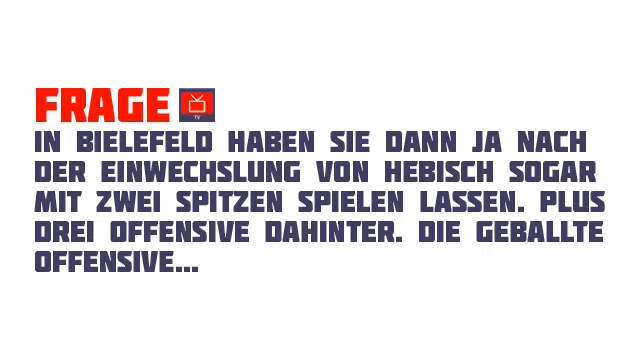 FRAGE TV
IN BIELEFELD HABEN SIE DANN JA NACH
DER EINWECHSLUNG VON HEBISCH SOGAR
MIT ZWEI SPITZEN SPIELEN LASSEN. PLUS
DREI OFFENSIVE DAHINTER. DIE GEBALLTE
OFFENSIVE...